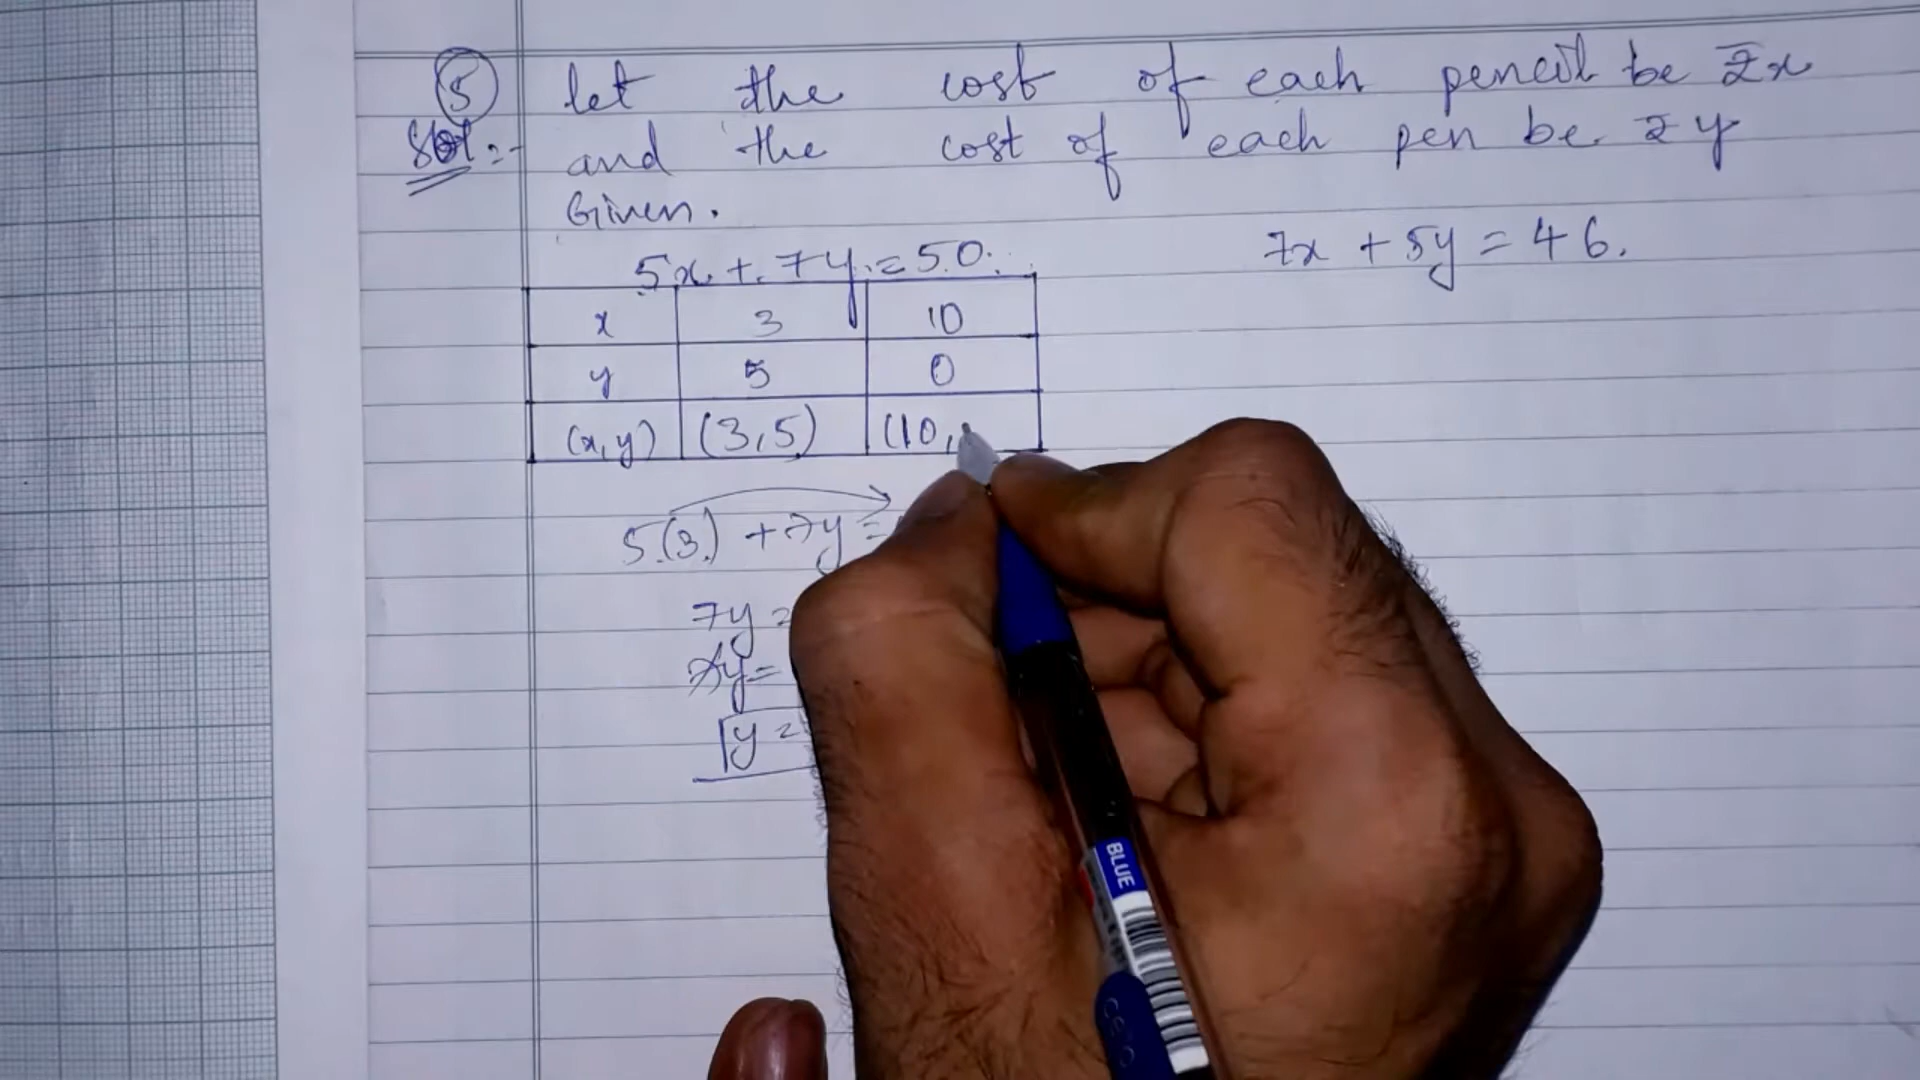 5 let the cost of each pencil be ₹x
Sol:- and the cost of each pen be ₹y
Given.
5x + 7y = 50.
7x + 5y = 46.
x 3 10
y 5 0
(x,y) (3,5) (10,
5(3) + 7y =
7y =
7y =
y =
BLUE